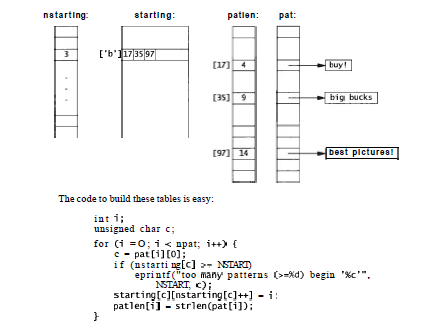 nstarting: starting: patlen: pat:
3 ['b'] 17 35 97
[17] 4 buy!
[35] 9 big bucks
[97] 14 best pictures!
The code to build these tables is easy:
int i;
unsigned char c;
for (i = 0; i < npat; i++) {
c = pat[i][0];
if (nstarting[c] >= NSTART)
eprintf("too many patterns (>=%d) begin '%c'",
NSTART, c);
starting[c][nstarting[c]++] = i;
patlen[i] = strlen(pat[i]);
}